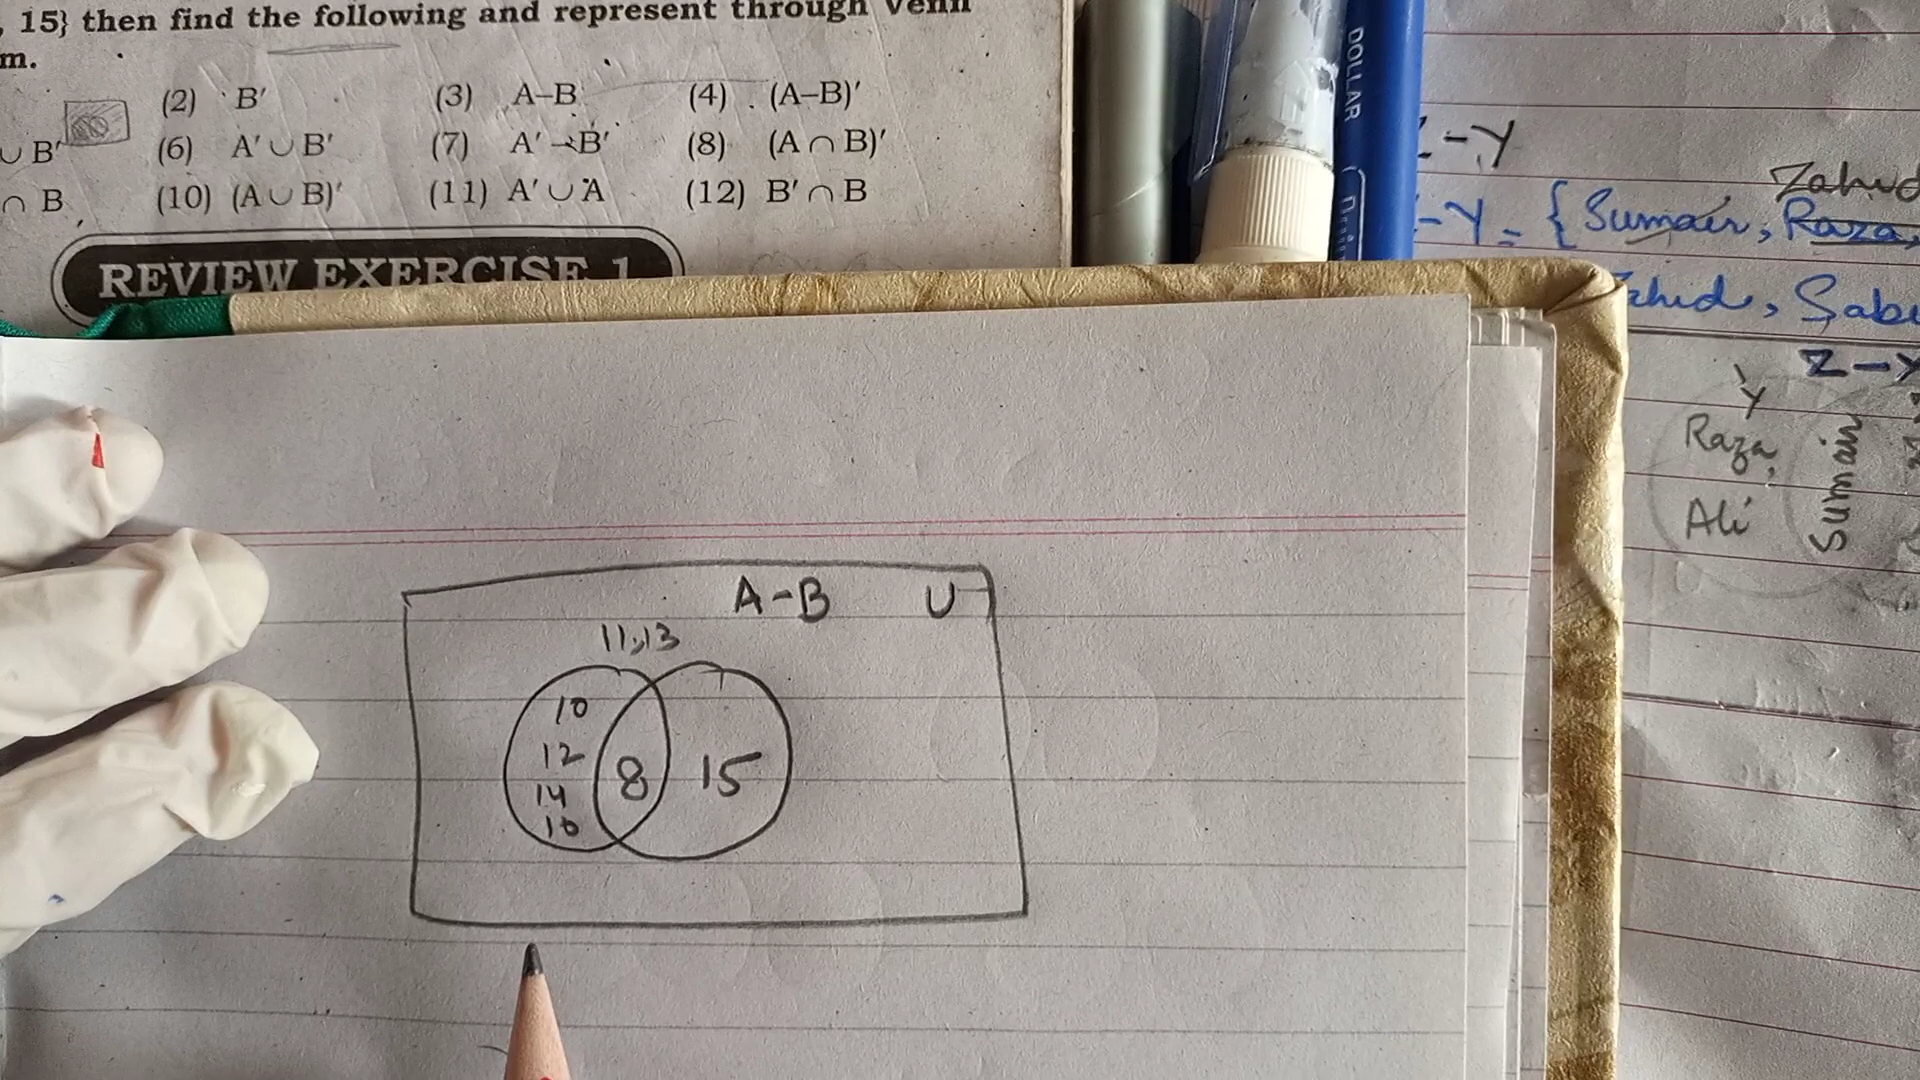 , 15} then find the following and represent through Venn
m.
(2) B′ (3) A–B (4) (A–B)′
∪ B′ (6) A′ ∪ B′ (7) A′ – B′ (8) (A ∩ B)′
∩ B (10) (A ∪ B)′ (11) A′ ∪ A (12) B′ ∩ B
REVIEW EXERCISE 1
DOLLAR
-Y
Zahid
-Y = {Sumair, Raza,
ahid, Sabi
Z-Y
Y
Raza,
Ali
Sumair
A-B U
11,13
10
12
14
16
8
15